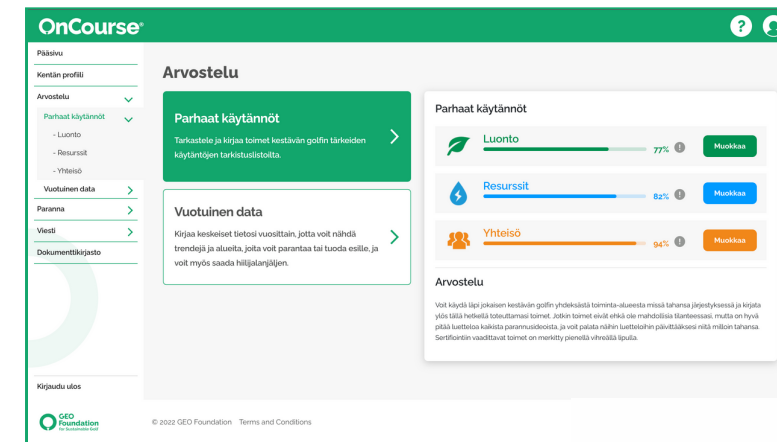 OnCourse®
?
Pääsivu
Kentän profiili
Arvostelu
Parhaat käytännöt
- Luonto
- Resurssit
- Yhteisö
Vuotuinen data
Paranna
Viesti
Dokumenttikirjasto
Kirjaudu ulos
GEO
Foundation
for Sustainable Golf
Arvostelu
Parhaat käytännöt
Tarkastele ja kirjaa toimet kestävän golfin tärkeiden
käytäntöjen tarkistuslistoilta.
Vuotuinen data
Kirjaa keskeiset tietosi vuosittain, jotta voit nähdä
trendejä ja alueita, joita voit parantaa tai tuoda esille, ja
voit myös saada hiilijalanjäljen.
Parhaat käytännöt
Luonto
77% ! Muokkaa
Resurssit
82% ! Muokkaa
Yhteisö
94% ! Muokkaa
Arvostelu
Voit käydä läpi jokaisen kestävän golfin yhdeksästä toiminta-alueesta missä tahansa järjestyksessä ja kirjata
ylös tällä hetkellä toteuttamasi toimet. Jotkin toimet eivät ehkä ole mahdollisia tilanteessasi, mutta on hyvä
pitää luetteloa kaikista parannusideoista, ja voit palata näihin luetteloihin päivittääksesi niitä milloin tahansa.
Sertifiointiin vaadittavat toimet on merkitty pienellä vihreällä lipulla.
© 2022 GEO Foundation Terms and Conditions